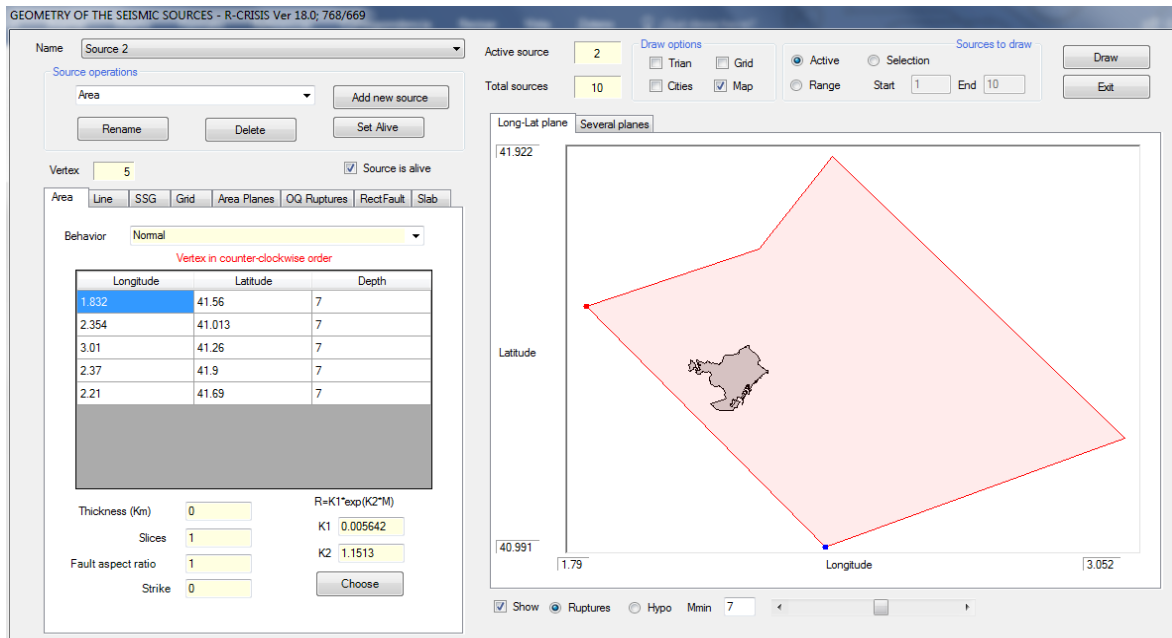 GEOMETRY OF THE SEISMIC SOURCES - R-CRISIS Ver 18.0; 768/669
Name Source 2
Source operations
Area
Add new source
Rename Delete Set Alive
Vertex 5 Source is alive
Area Line SSG Grid Area Planes OQ Ruptures RectFault Slab
Behavior Normal
Vertex in counter-clockwise order
Longitude Latitude Depth
1.832 41.56 7
2.354 41.013 7
3.01 41.26 7
2.37 41.9 7
2.21 41.69 7
Thickness (Km) 0
Slices 1
Fault aspect ratio 1
Strike 0
R=K1*exp(K2*M)
K1 0.005642
K2 1.1513
Choose
Active source 2
Total sources 10
Draw options
Trian Grid
Cities Map
Sources to draw
Active Selection
Range Start 1 End 10
Draw
Exit
Long-Lat plane Several planes
41.922
Latitude
40.991
1.79 Longitude 3.052
Show Ruptures Hypo Mmin 7